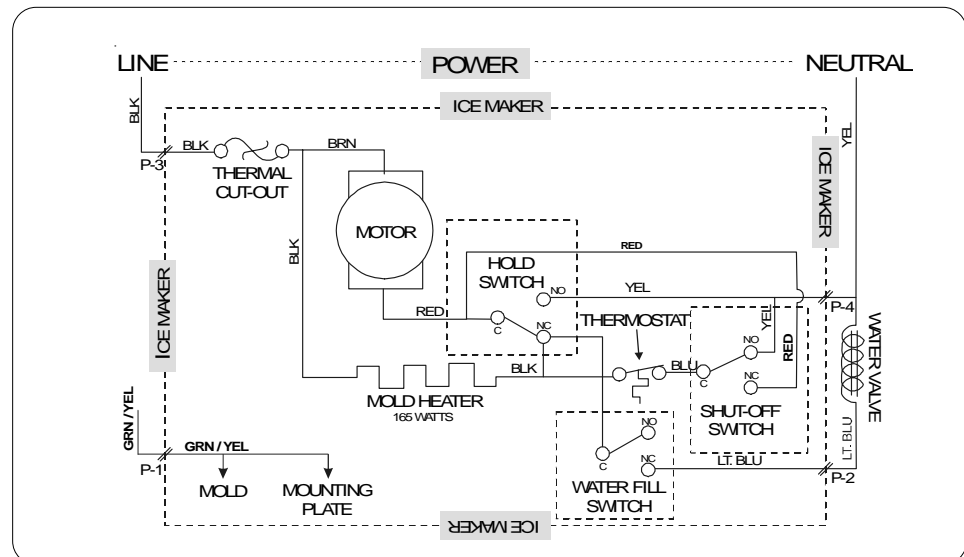 LINE POWER NEUTRAL
ICE MAKER
BLK
YEL
P-3
BLK
THERMAL
CUT-OUT
BRN
MOTOR
BLK
ICE MAKER
ICE MAKER
HOLD
SWITCH
RED
NO
YEL
P-4
RED
C
NC
THERMOSTAT
YEL
RED
BLK
BLU
NO
C
NC
SHUT-OFF
SWITCH
WATER VALVE
MOLD HEATER
165 WATTS
GRN/YEL
GRN/YEL
P-1
MOLD
MOUNTING
PLATE
NO
C
NC
LT. BLU
LT. BLU
P-2
WATER FILL
SWITCH
ICE MAKER